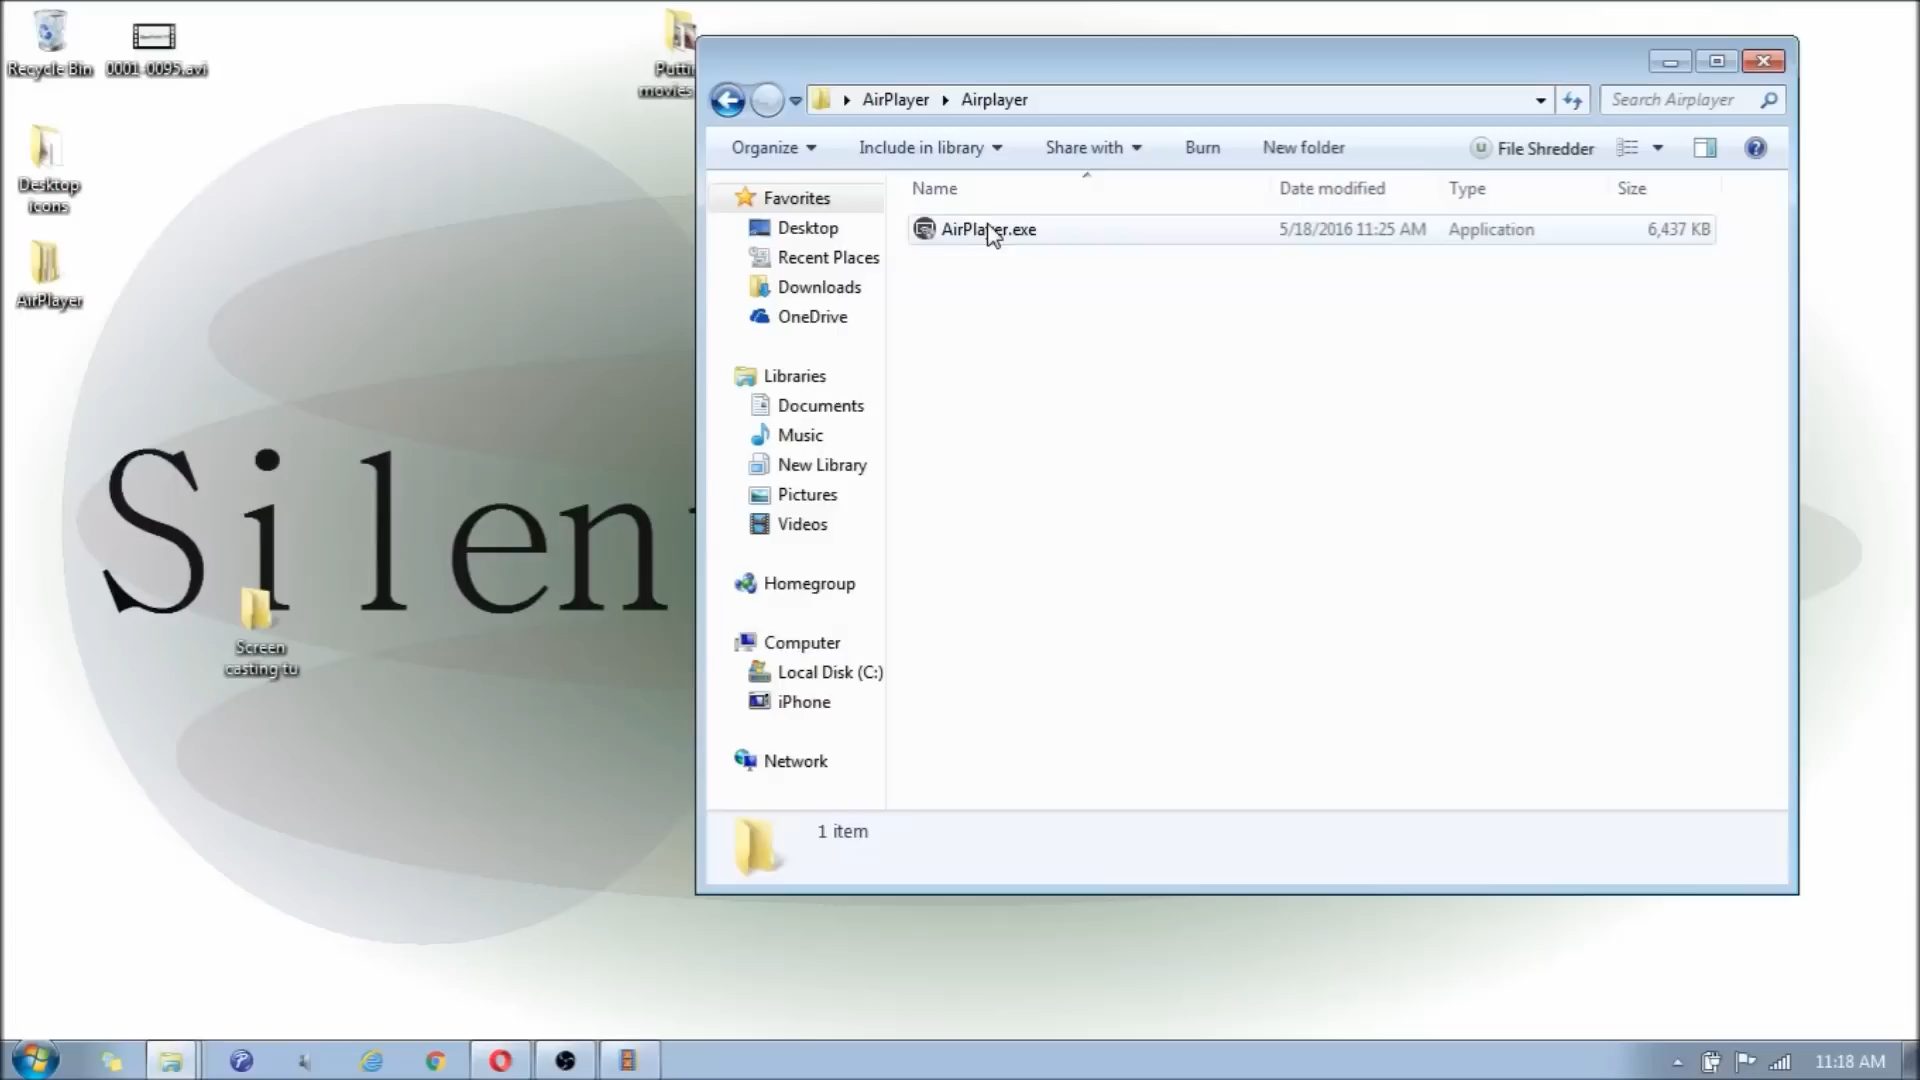 Recycle Bin
0001-0095.avi
movies
Desktop
icons
AirPlayer
Screen
casting tu
AirPlayer
Airplayer
Search Airplayer
Organize
Include in library
Share with
Burn
New folder
File Shredder
Name
Date modified
Type
Size
AirPlayer.exe
5/18/2016 11:25 AM
Application
6,437 KB
Favorites
Desktop
Recent Places
Downloads
OneDrive
Libraries
Documents
Music
New Library
Pictures
Videos
Homegroup
Computer
Local Disk (C:)
iPhone
Network
1 item
Silen
11:18 AM